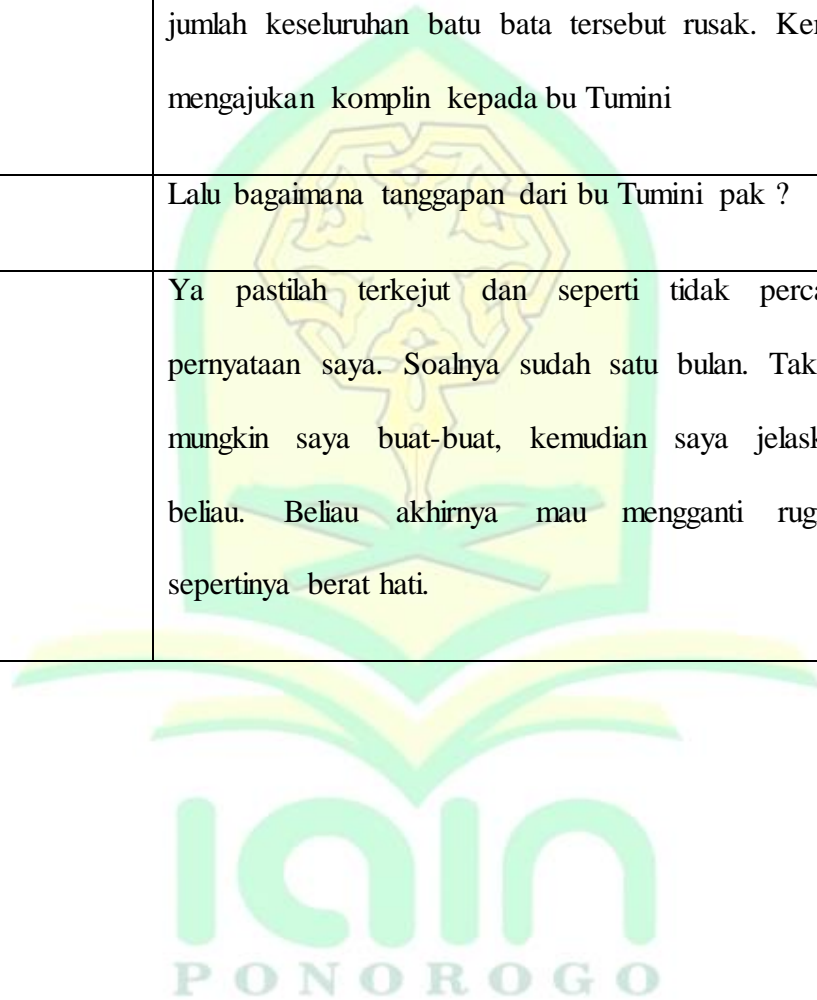 jumlah keseluruhan batu bata tersebut rusak.
mengajukan komplin kepada bu Tumini
Lalu bagaimana tanggapan dari bu Tumini pak ?
Ya pastilah terkejut dan seperti tidak
pernyataan saya. Soalnya sudah satu bulan.
mungkin saya buat-buat, kemudian saya
beliau. Beliau akhirnya mau mengganti
sepertinya berat hati.
IAIN
PONOROGO